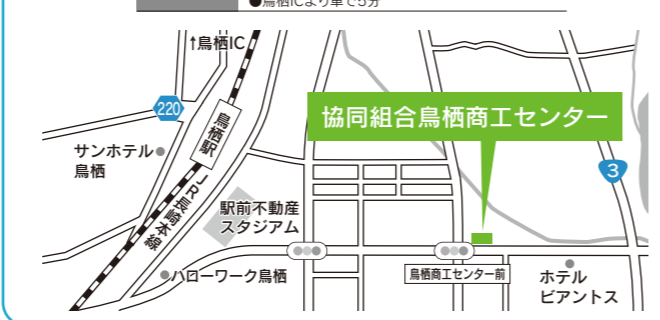 ●鳥栖ICより車で5分
↑鳥栖IC
220
鳥栖駅
協同組合鳥栖商工センター
サンホテル
鳥栖
3
JR長崎本線
駅前不動産
スタジアム
ハローワーク鳥栖
鳥栖商工センター前
ホテル
ビアントス